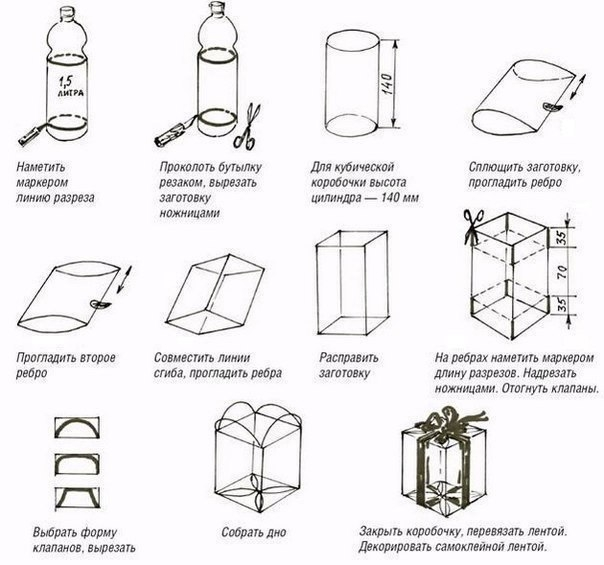 1,5
ЛИТРА
140
Наметить
маркером
линию разреза
Проколоть бутылку
резаком, вырезать
заготовку
ножницами
Для кубической
коробочки высота
цилиндра — 140 мм
Сплющить заготовку,
прогладить ребро
35
70
35
Прогладить второе
ребро
Совместить линии
сгиба, прогладить ребра
Расправить
заготовку
На ребрах наметить маркером
длину разрезов. Надрезать
ножницами. Отогнуть клапаны.
Выбрать форму
клапанов, вырезать
Собрать дно
Закрыть коробочку, перевязать лентой.
Декорировать самоклейной лентой.